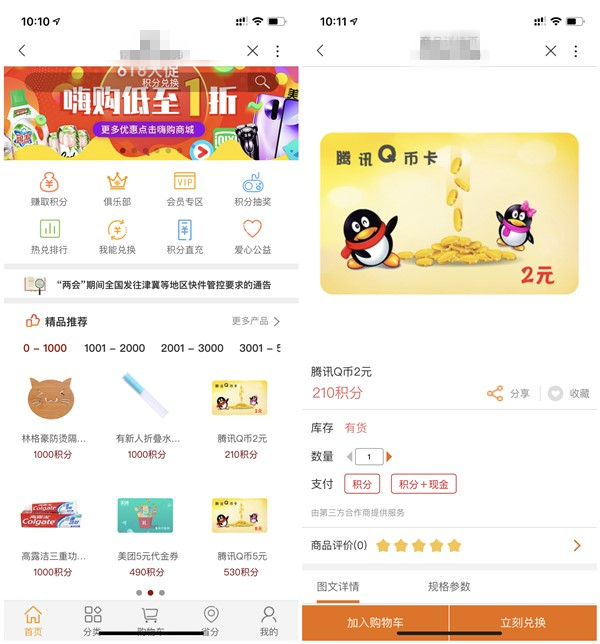 10:10
618大促
积分兑换
嗨购低至1折
更多优惠点击嗨购商城
赚取积分
俱乐部
VIP
会员专区
积分抽奖
热兑排行
我能兑换
积分直充
爱心公益
“两会”期间全国发往津冀等地区快件管控要求的通告
精品推荐
更多产品
0 – 1000
1001 – 2000
2001 – 3000
3001 – 5
林格豪防烫隔...
1000积分
有新人折叠水...
1000积分
腾讯Q币2元
210积分
Colgate
高露洁三重功...
1000积分
美团5元代金券
490积分
腾讯Q币5元
530积分
首页
分类
购物车
省分
我的
10:11
商品详情页
腾讯Q币卡
2元
腾讯Q币2元
210积分
分享
收藏
库存
有货
数量
1
支付
积分
积分+现金
由第三方合作商提供服务
商品评价(0)
图文详情
规格参数
加入购物车
立刻兑换